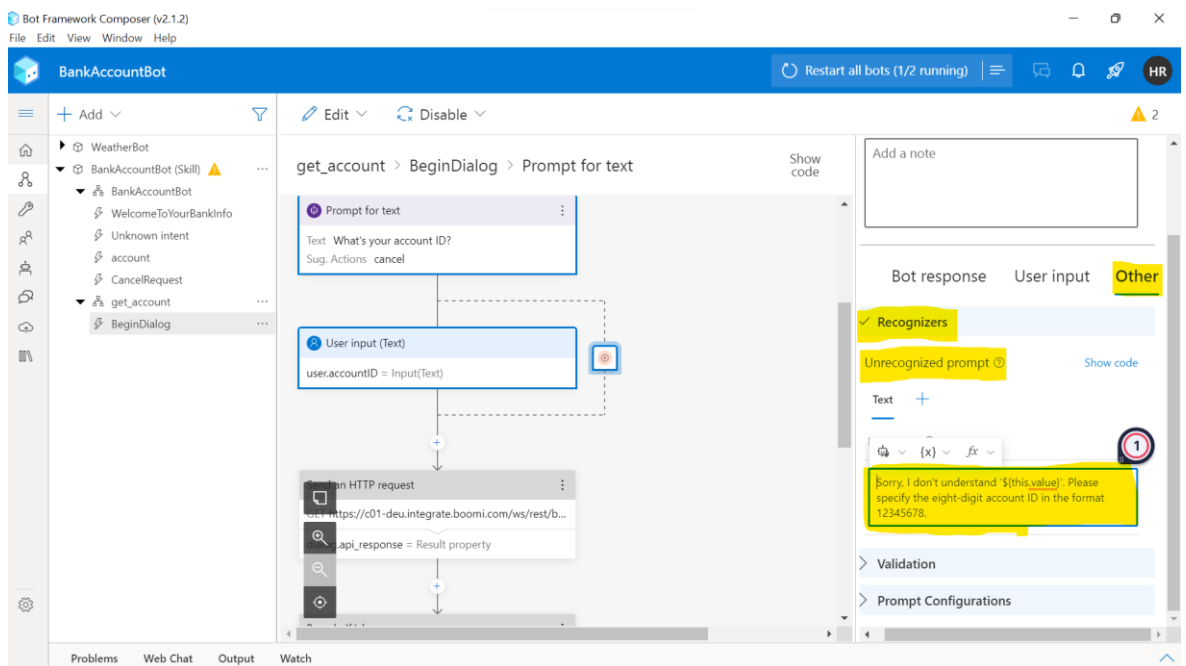 Bot Framework Composer (v2.1.2)
File Edit View Window Help
BankAccountBot
Restart all bots (1/2 running)
HR
Add
Edit
Disable
2
WeatherBot
BankAccountBot (Skill)
BankAccountBot
WelcomeToYourBankInfo
Unknown intent
account
CancelRequest
get_account
BeginDialog
get_account > BeginDialog > Prompt for text
Show
code
Prompt for text
Text What's your account ID?
Sug. Actions cancel
User input (Text)
user.accountID = Input(Text)
Send an HTTP request
GET https://c01-deu.integrate.boomi.com/ws/rest/b...
dialog.api_response = Result property
Add a note
Bot response User input Other
Recognizers
Unrecognized prompt
Show code
Text
{x} fx
1
Sorry, I don't understand '${this.value}'. Please
specify the eight-digit account ID in the format
12345678.
Validation
Prompt Configurations
Problems Web Chat Output Watch